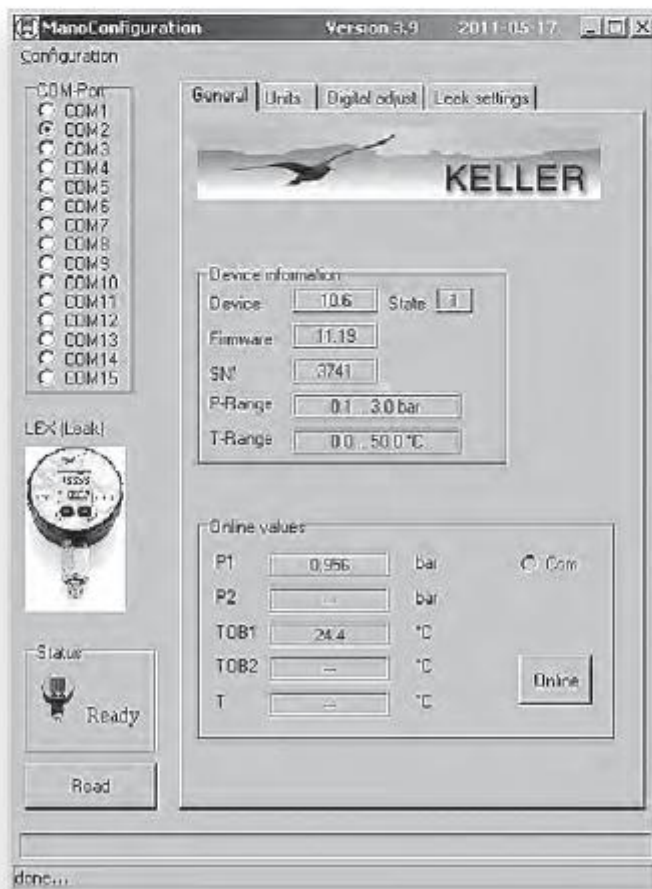 ManoConfiguration Version 3.9 2011-05-17
Configuration
COM-Port
COM1
COM2
COM3
COM4
COM5
COM6
COM7
COM8
COM9
COM10
COM11
COM12
COM13
COM14
COM15
LEX (Leak)
Status
Ready
Read
General Units Digital adjust Leak settings
KELLER
Device information
Device 10.6 State 1
Firmware 11.19
SN° 3741
P-Range 0.1 ... 3.0 bar
T-Range 0.0 ... 50.0 °C
Online values
P1 0.956 bar Com
P2 --- bar
TOB1 24.4 °C
TOB2 --- °C
T --- °C
Online
done...